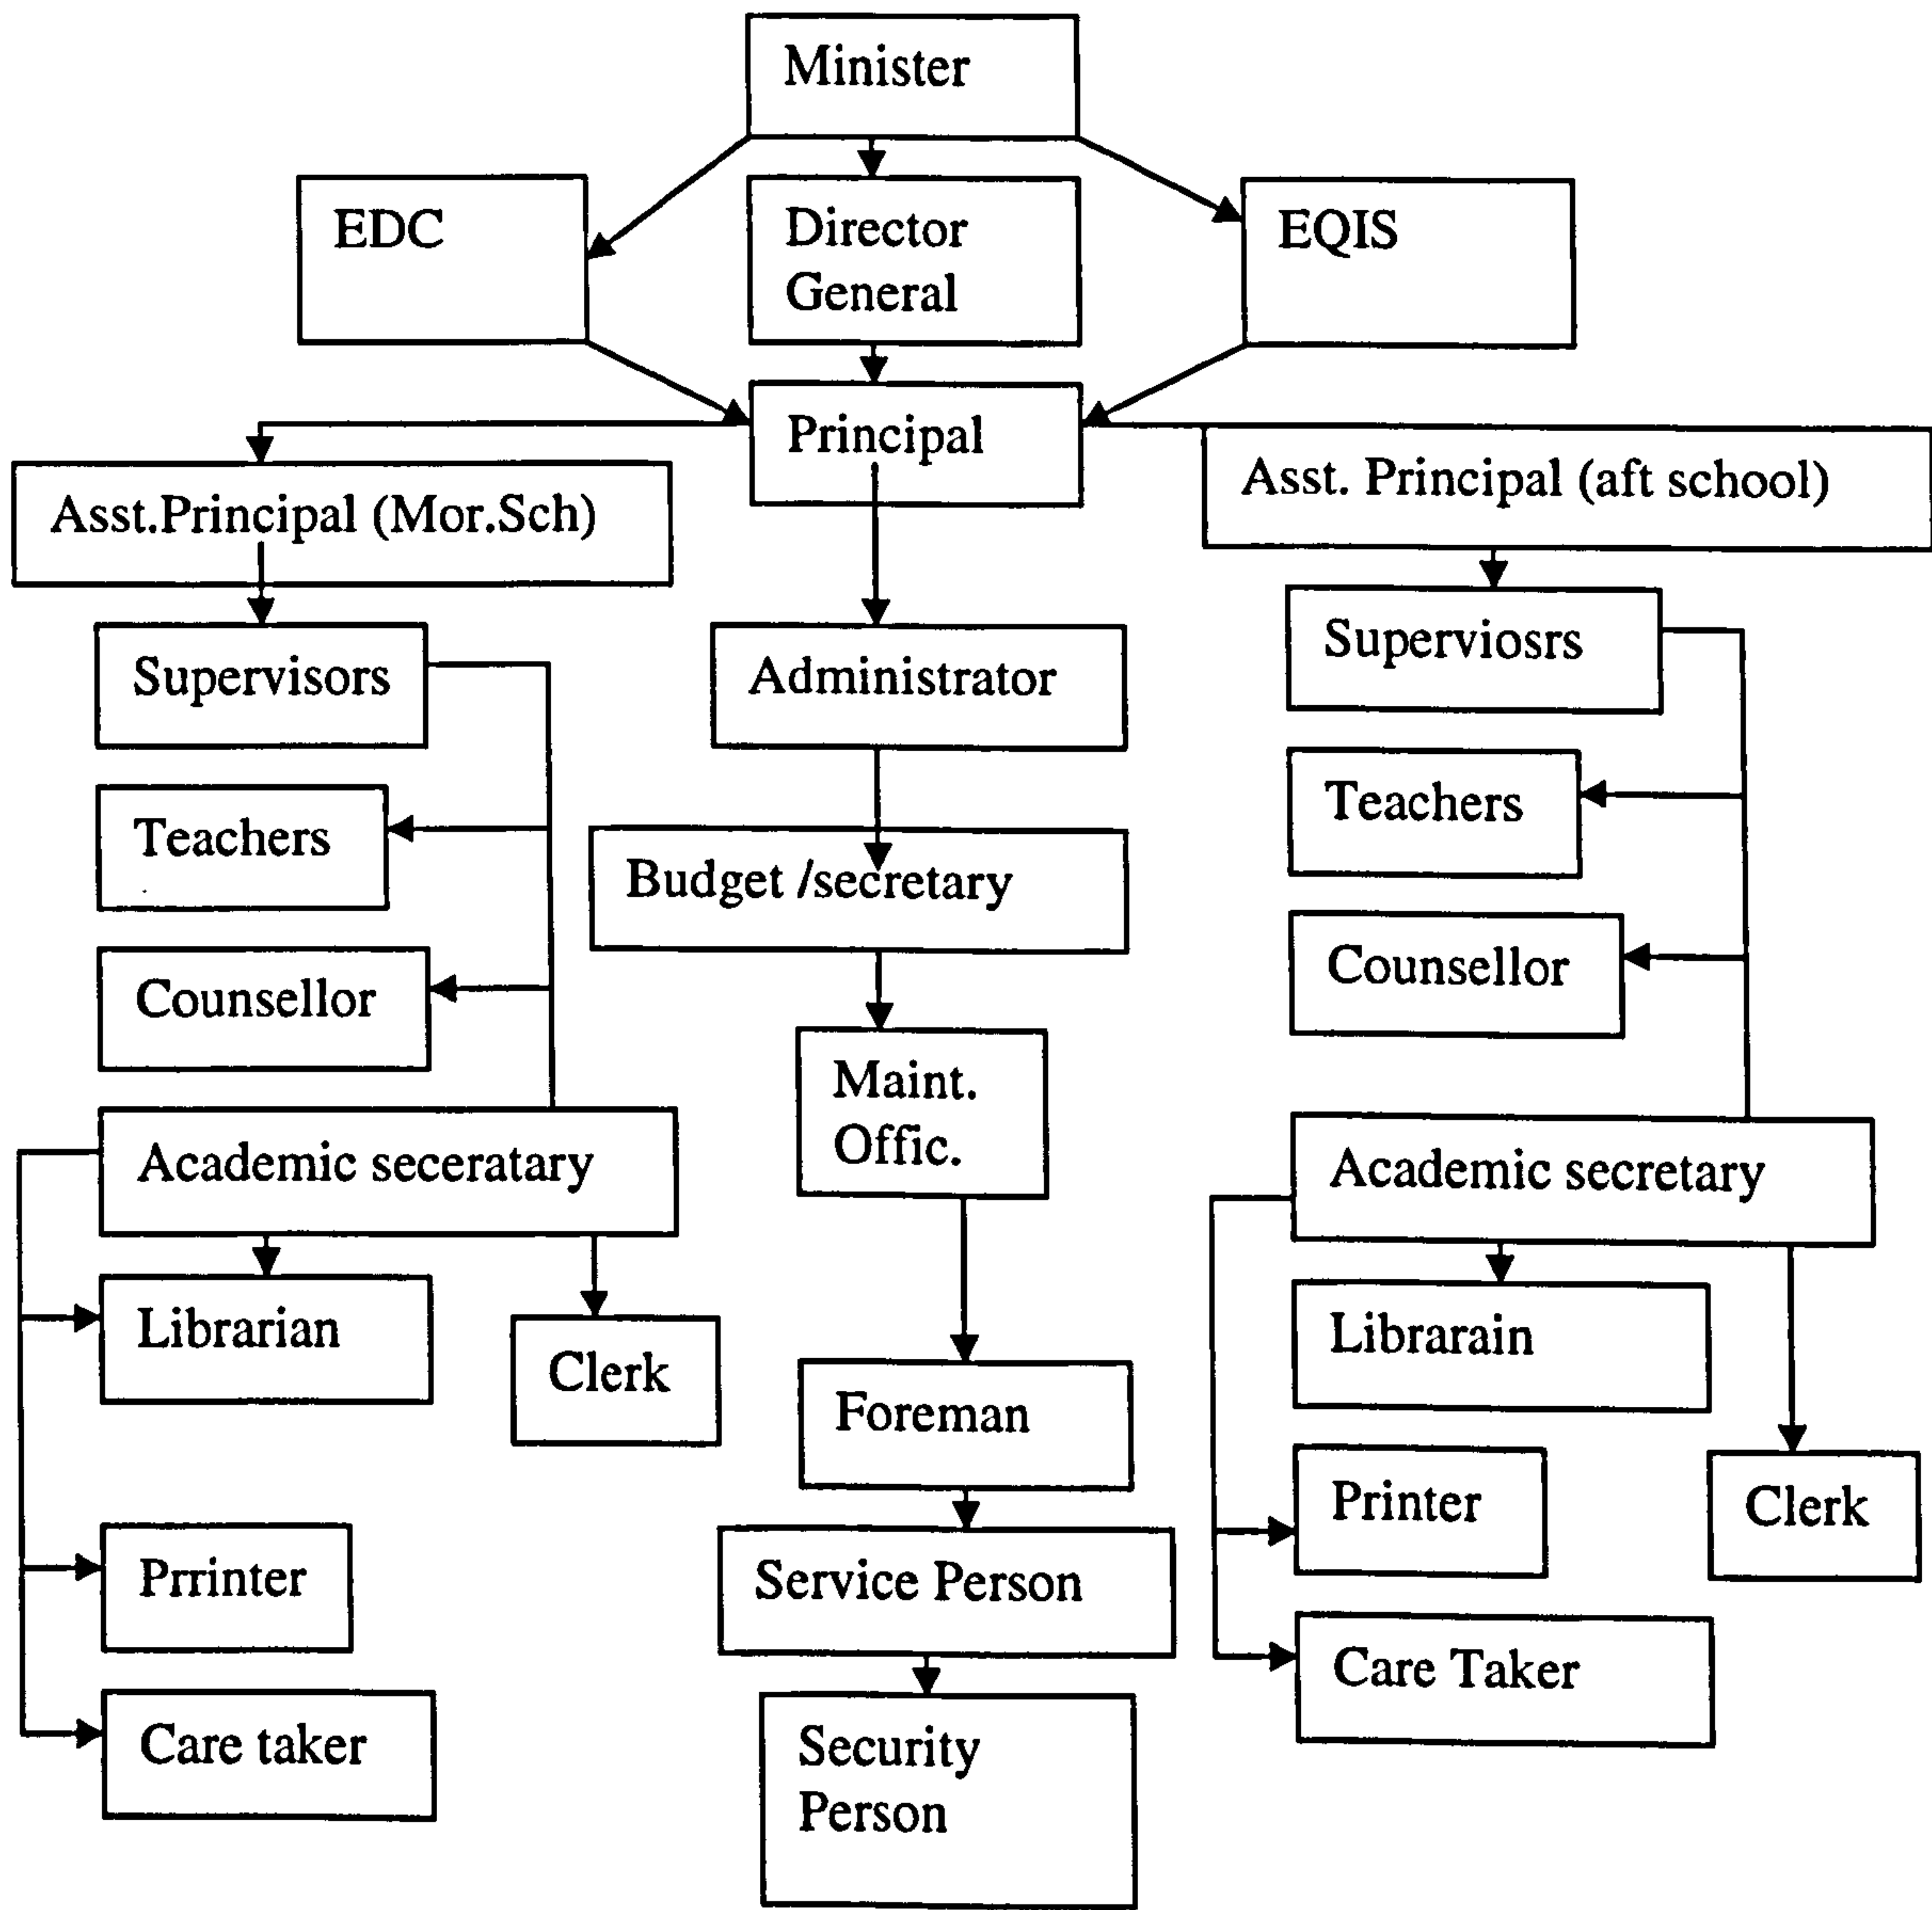 Minister
EDC
Director
General
EQIS
Principal
Asst.Principal (Mor.Sch)
Asst. Principal (aft school)
Supervisors
Administrator
Superviosrs
Teachers
Budget /secretary
Teachers
Counsellor
Maint.
Offic.
Counsellor
Academic seceratary
Academic secretary
Librarian
Clerk
Foreman
Librarain
Prrinter
Service Person
Printer
Clerk
Care taker
Security
Person
Care Taker